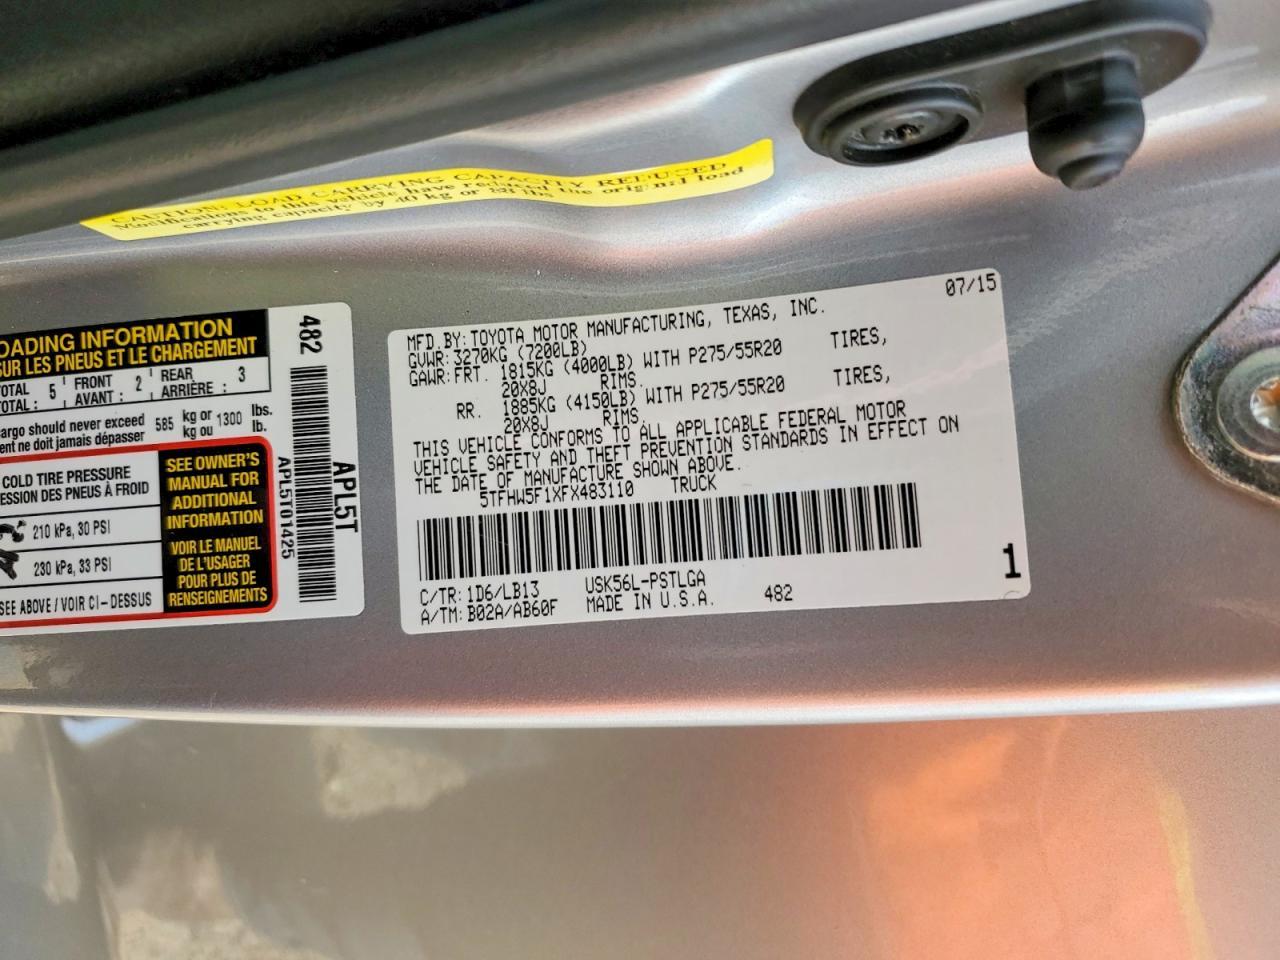 CAUTION: LOAD CARRYING CAPACITY REDUCED
Modifications to this vehicle have reduced the original load
carrying capacity by 40 kg or lbs
OADING INFORMATION
SUR LES PNEUS ET LE CHARGEMENT
OTAL 5 FRONT 2 REAR 3
TOTAL : AVANT : ARRIÈRE :
argo should never exceed 585 kg or 1300 lbs.
ent ne doit jamais dépasser kg ou lb.
COLD TIRE PRESSURE
ESSION DES PNEUS À FROID
210 kPa, 30 PSI
230 kPa, 33 PSI
SEE ABOVE / VOIR CI-DESSUS
SEE OWNER'S
MANUAL FOR
ADDITIONAL
INFORMATION
VOIR LE MANUEL
DE L'USAGER
POUR PLUS DE
RENSEIGNEMENTS
482
APL5T
APL5T01425
07/15
MFD.BY:TOYOTA MOTOR MANUFACTURING, TEXAS, INC.
GVWR:3270KG (7200LB)
GAWR:FRT. 1815KG (4000LB) WITH P275/55R20 TIRES,
20X8J RIMS.
RR. 1885KG (4150LB) WITH P275/55R20 TIRES,
20X8J RIMS.
THIS VEHICLE CONFORMS TO ALL APPLICABLE FEDERAL MOTOR
VEHICLE SAFETY AND THEFT PREVENTION STANDARDS IN EFFECT ON
THE DATE OF MANUFACTURE SHOWN ABOVE.
5TFHW5F1XFX483110 TRUCK
C/TR:1D6/LB13 USK56L-PSTLGA
A/TM:B02A/AB60F MADE IN U.S.A. 482
1